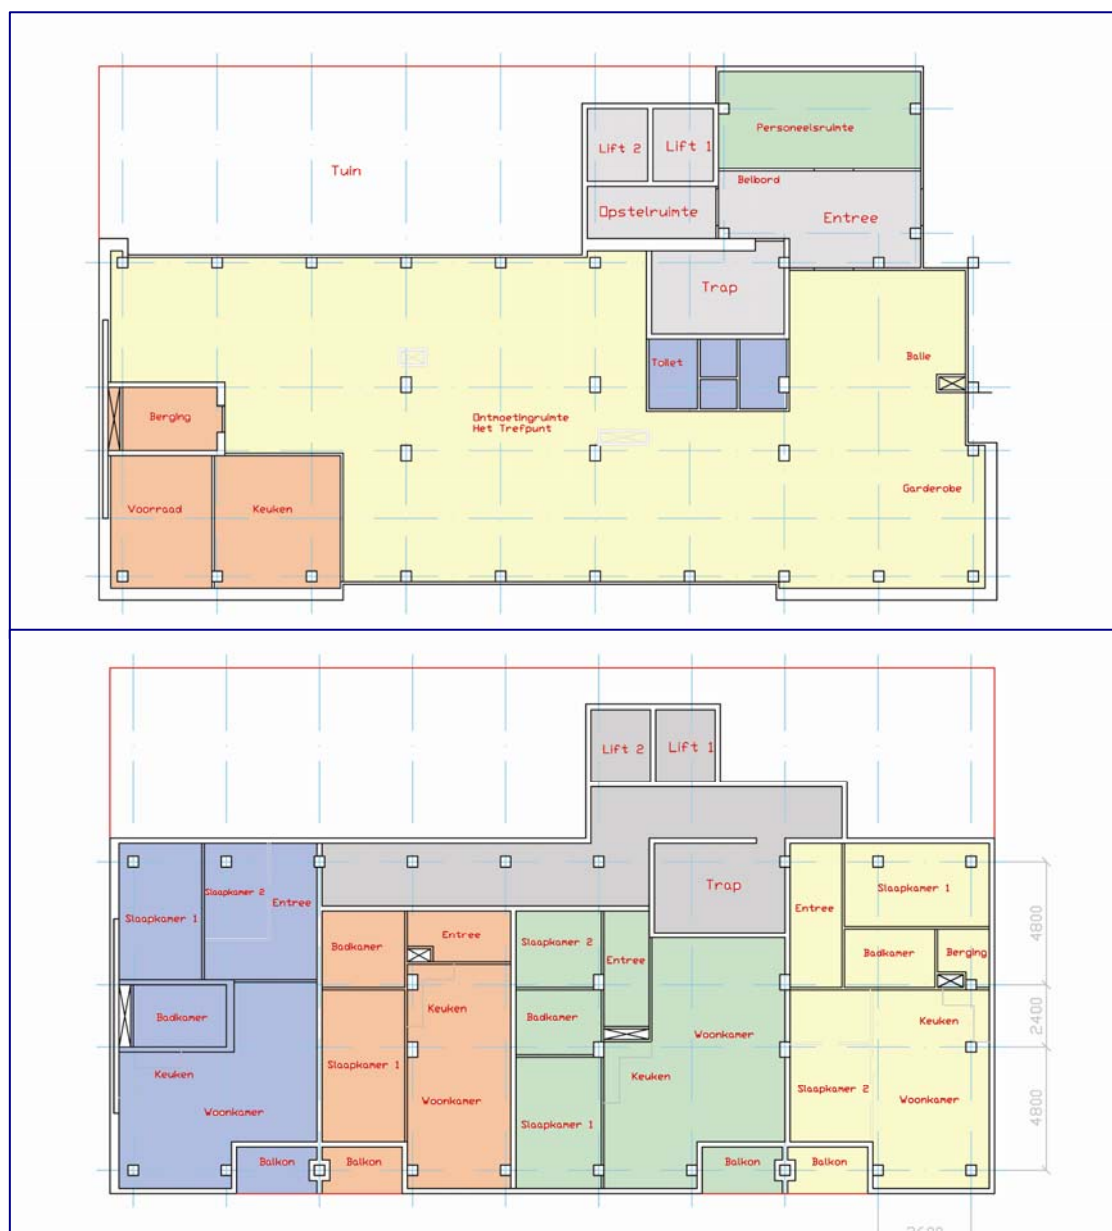 Personeelsruimte
Lift 2
Lift 1
Tuin
Belbord
Opstelruimte
Entree
Trap
Toilet
Balie
Berging
Ontmoetingruimte
Het Trefpunt
Garderobe
Voorraad
Keuken
Lift 2
Lift 1
Trap
Slaapkamer 1
Slaapkamer 2
Entree
Slaapkamer 1
Entree
Entree
Badkamer
Slaapkamer 2
Entree
Badkamer
Berging
4800
Keuken
Badkamer
Badkamer
Woonkamer
Keuken
2400
Keuken
Slaapkamer 1
Keuken
Slaapkamer 2
Woonkamer
Woonkamer
Slaapkamer 1
Woonkamer
4800
Balkon
Balkon
Balkon
Balkon